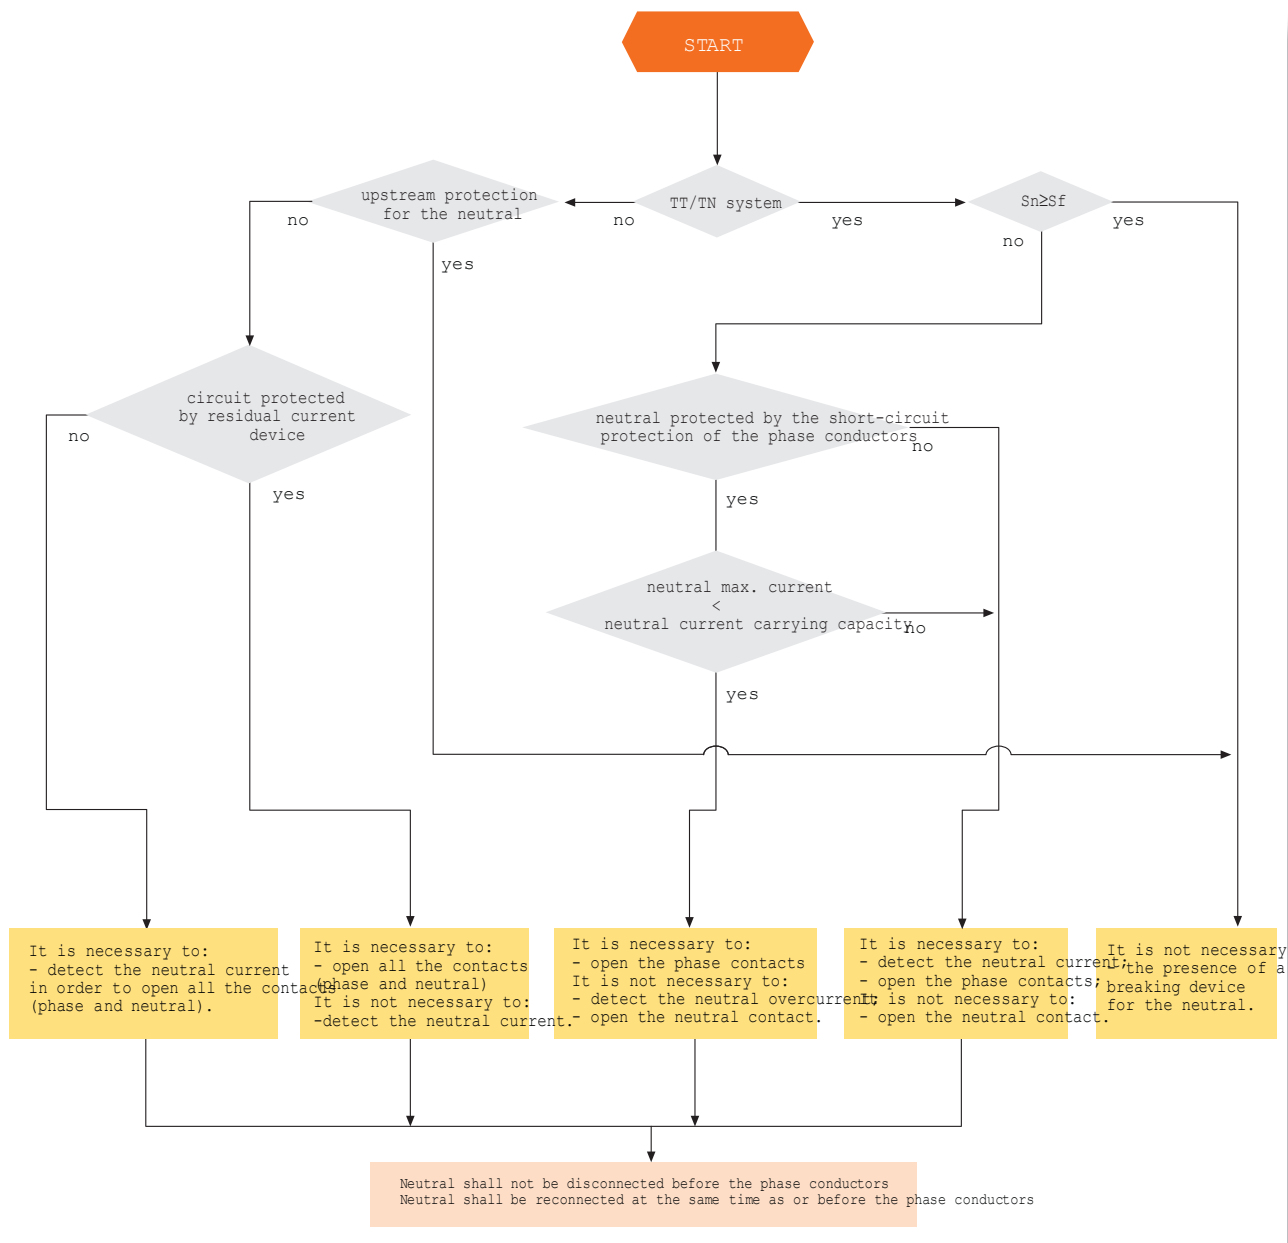 START
upstream protection
for the neutral
TT/TN system
Sn≥Sf
no
no
yes
yes
no
yes
circuit protected
by residual current
device
neutral protected by the short-circuit
protection of the phase conductors
no
no
yes
yes
neutral max. current
<
neutral current carrying capacity
no
yes
It is necessary to:
- detect the neutral current
in order to open all the contacts
(phase and neutral).
It is necessary to:
- open all the contacts
(phase and neutral)
It is not necessary to:
-detect the neutral current.
It is necessary to:
- open the phase contacts
It is not necessary to:
- detect the neutral overcurrent;
- open the neutral contact.
It is necessary to:
- detect the neutral current;
- open the phase contacts;
It is not necessary to:
- open the neutral contact.
It is not necessary
- the presence of a
breaking device
for the neutral.
Neutral shall not be disconnected before the phase conductors
Neutral shall be reconnected at the same time as or before the phase conductors